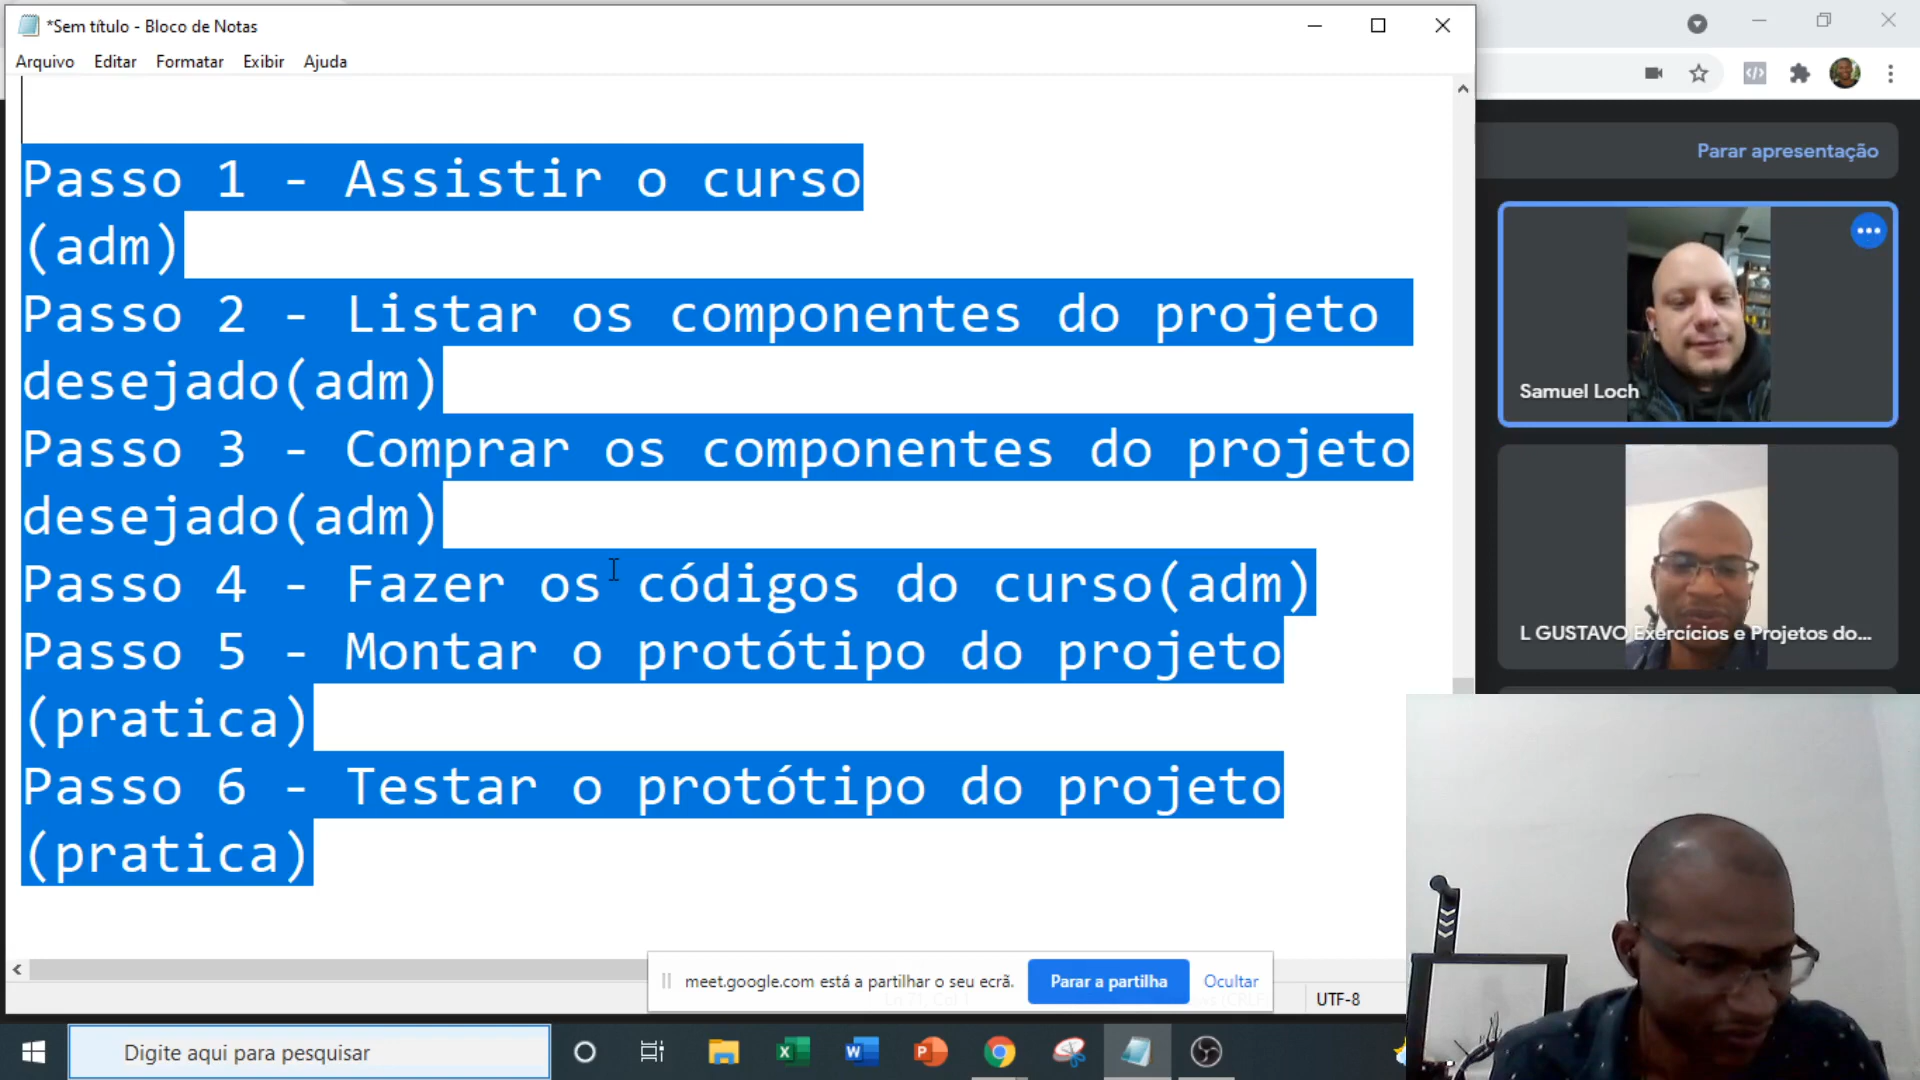 *Sem título - Bloco de Notas
Arquivo Editar Formatar Exibir Ajuda
Passo 1 - Assistir o curso
(adm)
Passo 2 - Listar os componentes do projeto
desejado(adm)
Passo 3 - Comprar os componentes do projeto
desejado(adm)
Passo 4 - Fazer os códigos do curso(adm)
Passo 5 - Montar o protótipo do projeto
(pratica)
Passo 6 - Testar o protótipo do projeto
(pratica)
Parar apresentação
Samuel Loch
L GUSTAVO Exercícios e Projetos do...
meet.google.com está a partilhar o seu ecrã. Parar a partilha Ocultar
UTF-8
Digite aqui para pesquisar